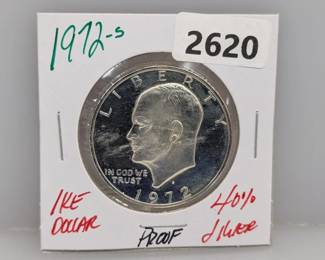 1972-S
2620
LIBERTY
IN GOD WE
TRUST
1972
IKE
DOLLAR
PROOF
40%
Silver